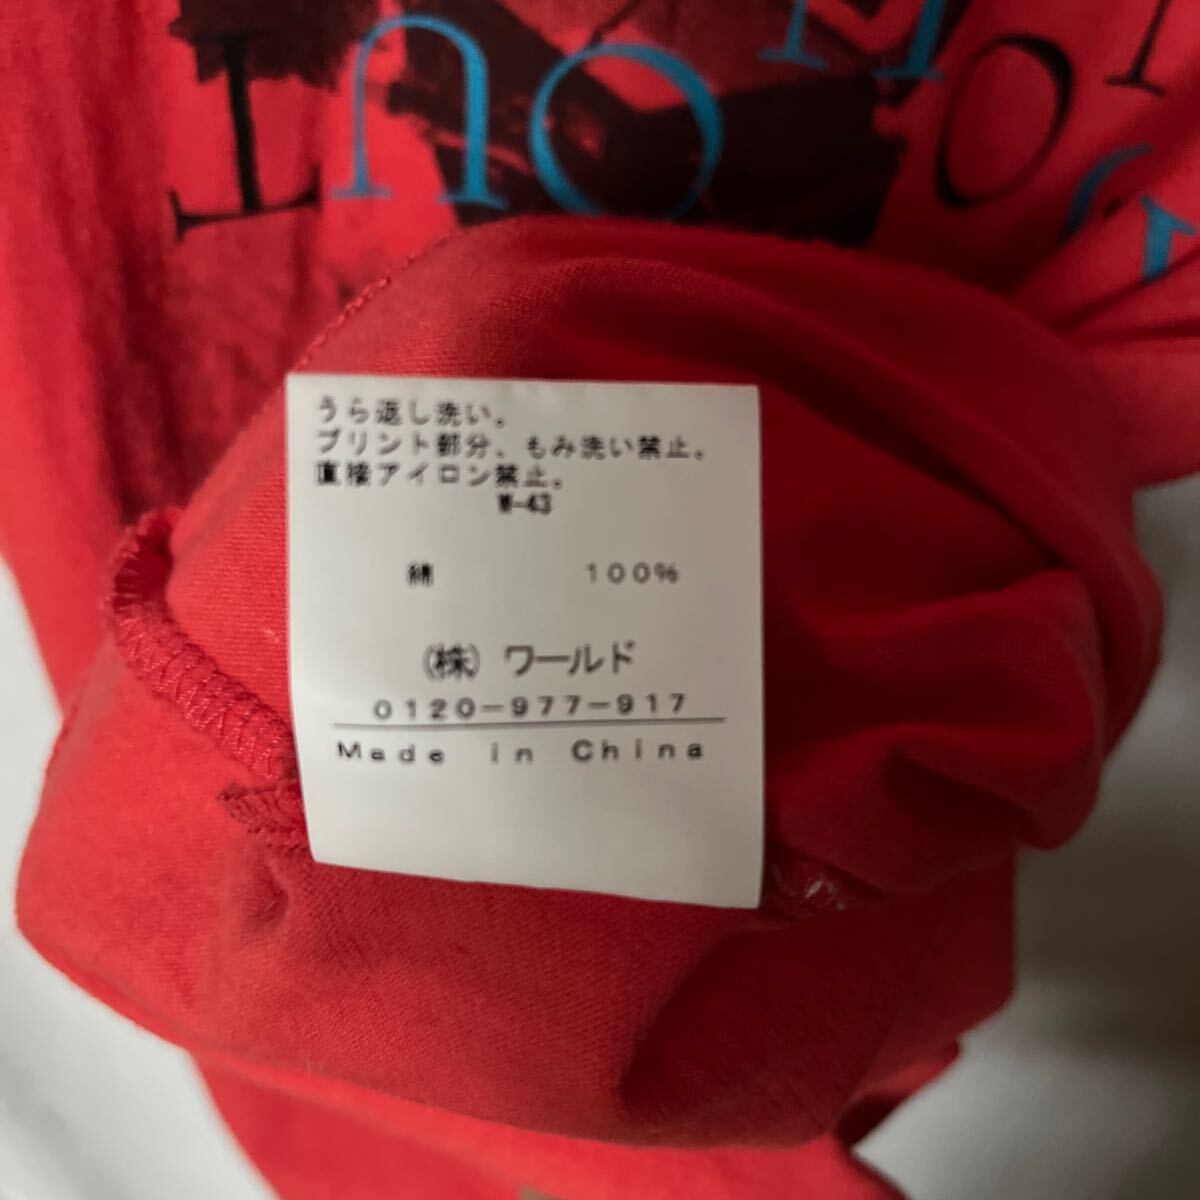 うら返し洗い。
プリント部分、もみ洗い禁止。
直接アイロン禁止。
W-43
綿 100%
(株) ワールド
0120-977-917
Made in China